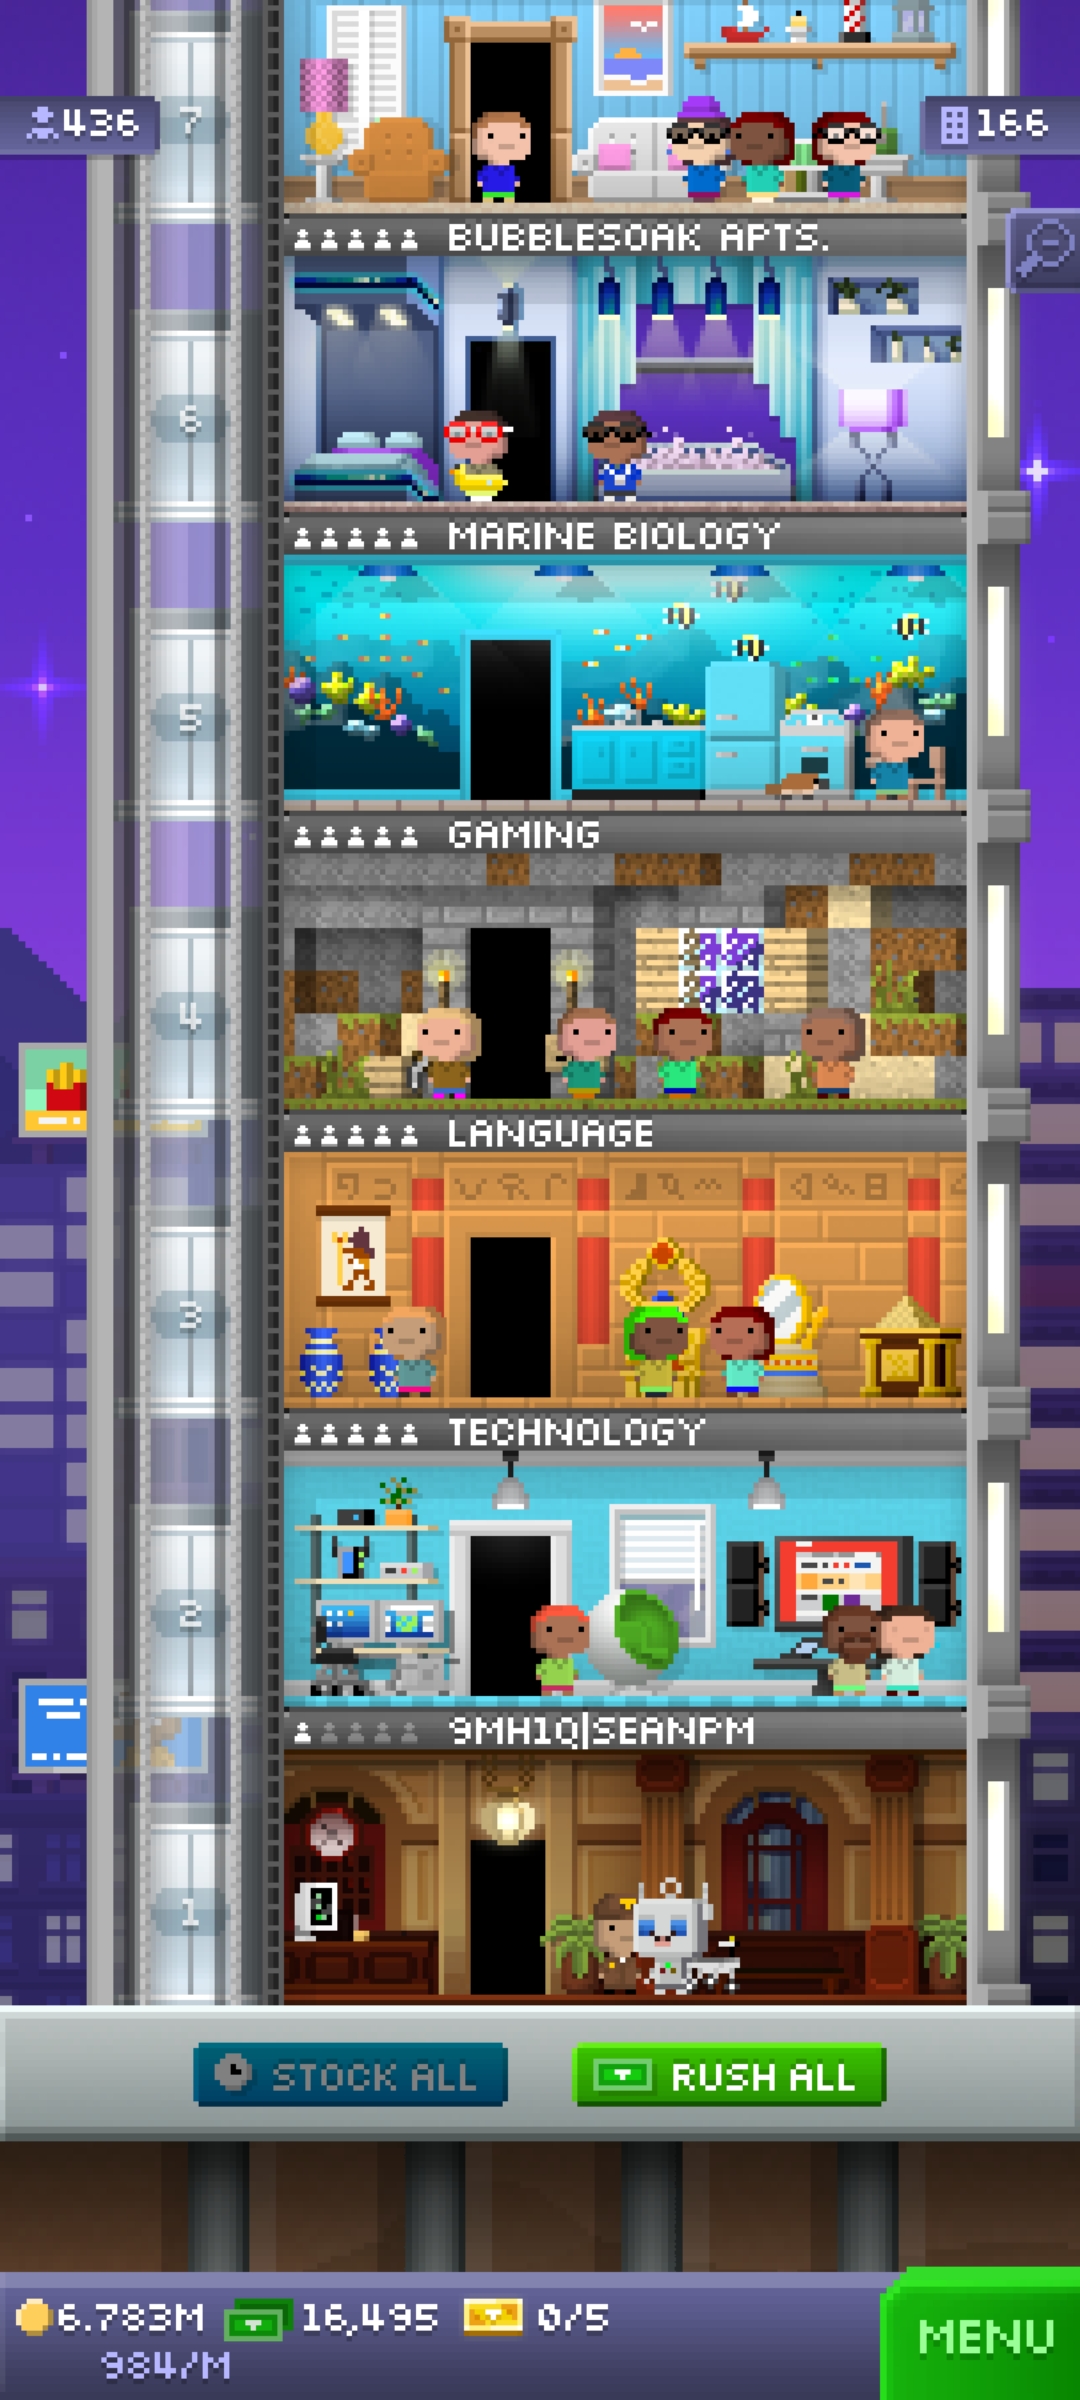 7
436
166
BUBBLESOAK APTS.
6
MARINE BIOLOGY
5
GAMING
4
LANGUAGE
3
TECHNOLOGY
2
9MH1Q|SEANPM
1
STOCK ALL
RUSH ALL
6.783M
16,495
0/5
984/M
MENU